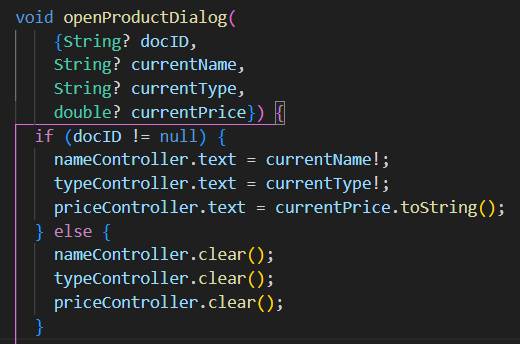 void openProductDialog(
{String? docID,
String? currentName,
String? currentType,
double? currentPrice}) {
if (docID != null) {
nameController.text = currentName!;
typeController.text = currentType!;
priceController.text = currentPrice.toString();
} else {
nameController.clear();
typeController.clear();
priceController.clear();
}